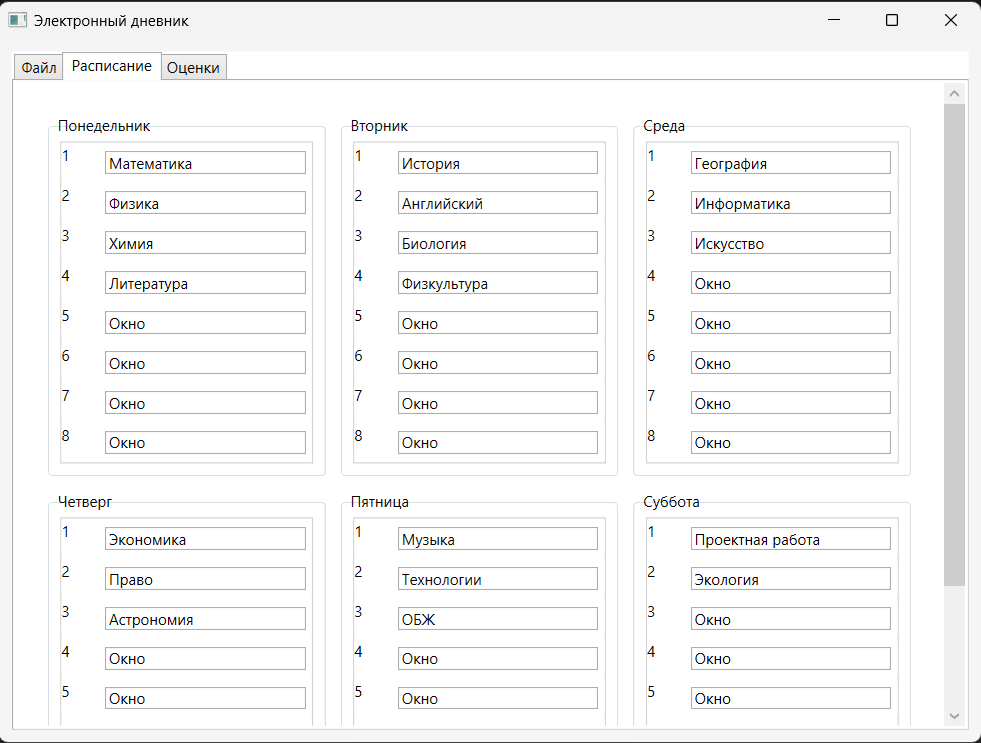 Электронный дневник
Файл Расписание Оценки
Понедельник
1 Математика
2 Физика
3 Химия
4 Литература
5 Окно
6 Окно
7 Окно
8 Окно
Вторник
1 История
2 Английский
3 Биология
4 Физкультура
5 Окно
6 Окно
7 Окно
8 Окно
Среда
1 География
2 Информатика
3 Искусство
4 Окно
5 Окно
6 Окно
7 Окно
8 Окно
Четверг
1 Экономика
2 Право
3 Астрономия
4 Окно
5 Окно
Пятница
1 Музыка
2 Технологии
3 ОБЖ
4 Окно
5 Окно
Суббота
1 Проектная работа
2 Экология
3 Окно
4 Окно
5 Окно